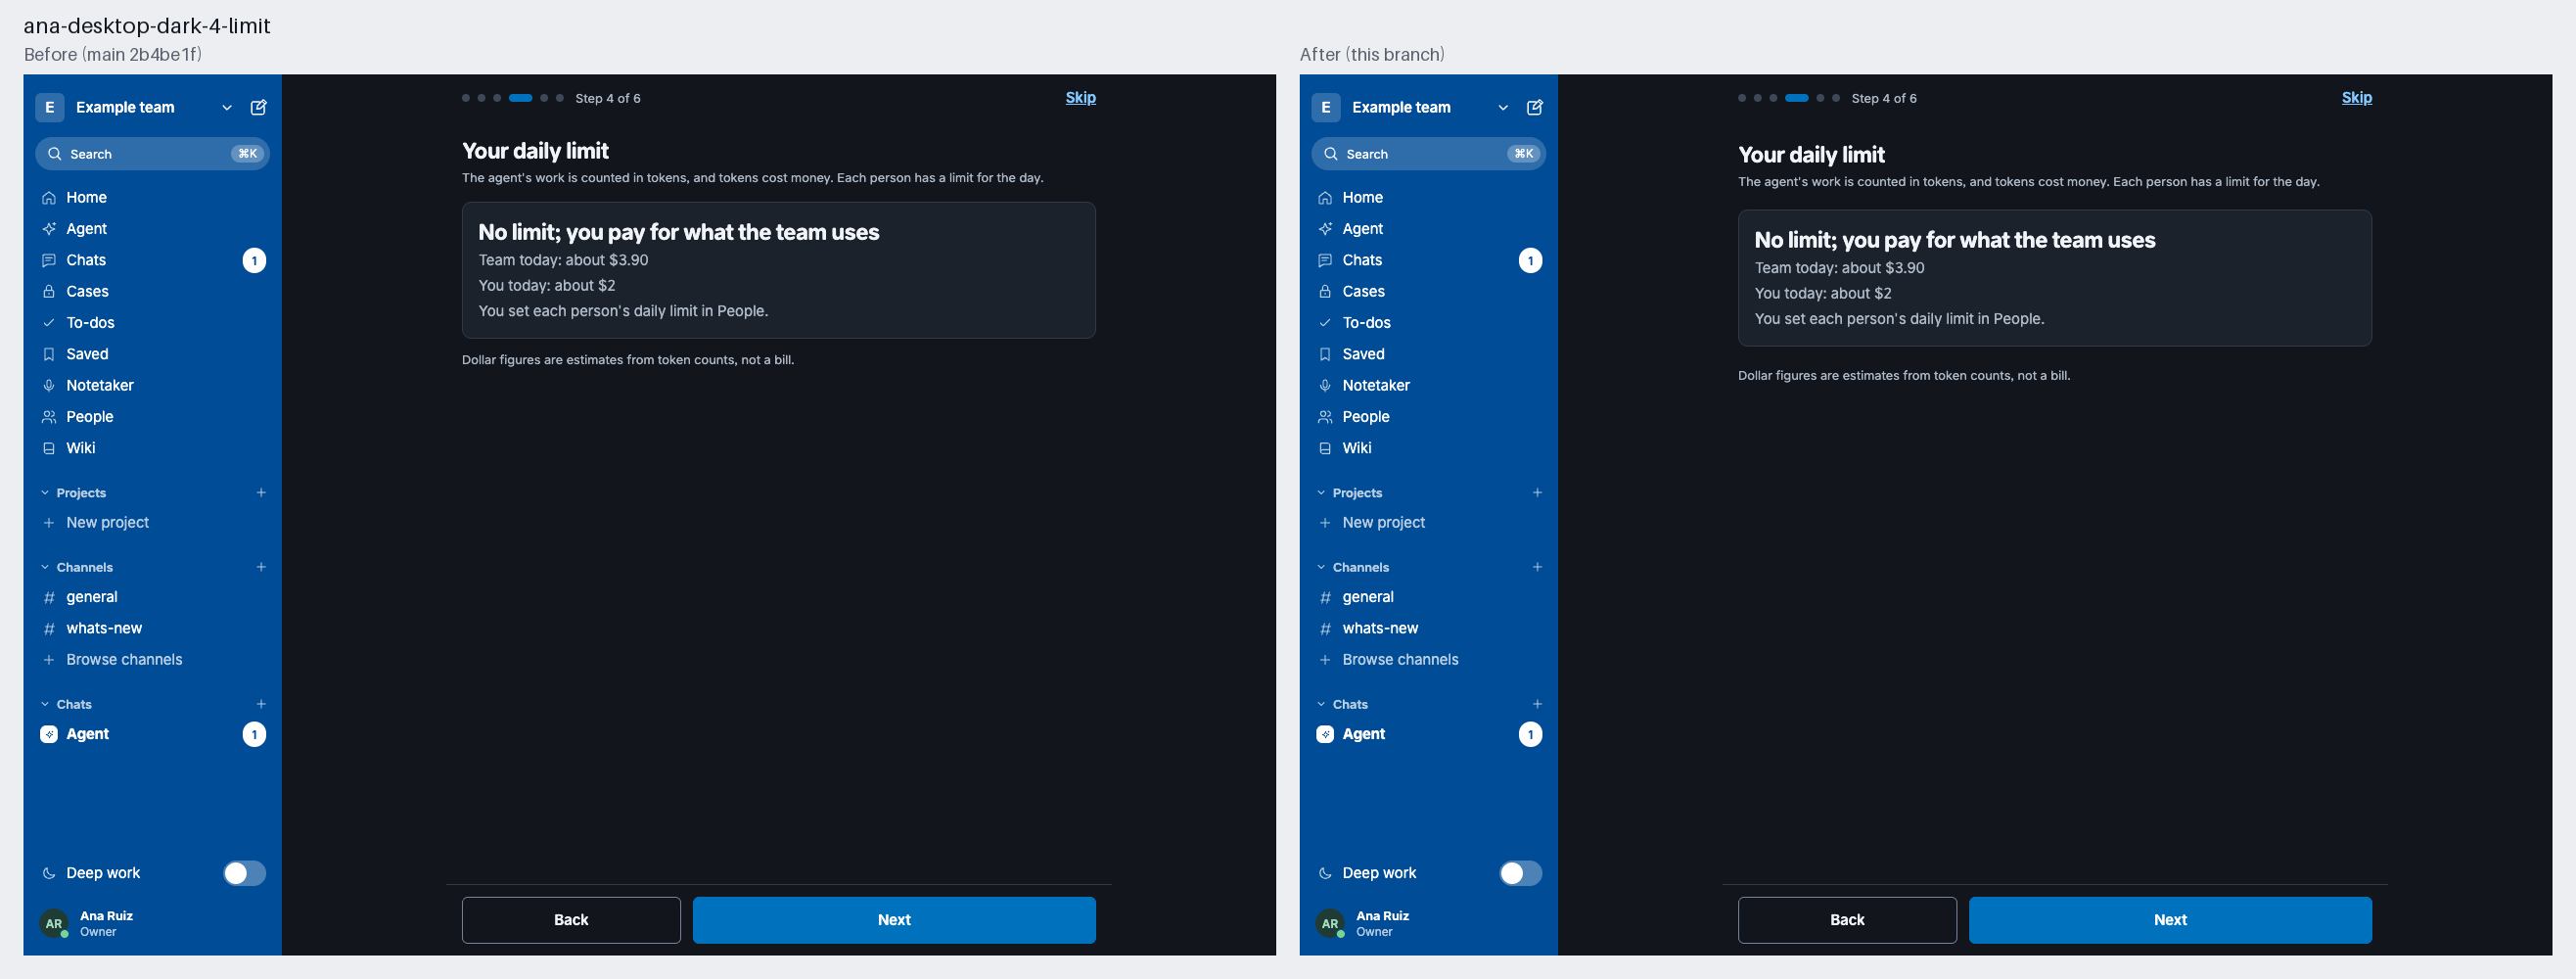 ana-desktop-dark-4-limit
Before (main 2b4be1f)
E Example team
Search ⌘K
Home
Agent
Chats 1
Cases
To-dos
Saved
Notetaker
People
Wiki
Projects
New project
Channels
# general
# whats-new
Browse channels
Chats
Agent 1
Deep work
AR Ana Ruiz
Owner
Step 4 of 6 Skip
Your daily limit
The agent's work is counted in tokens, and tokens cost money. Each person has a limit for the day.
No limit; you pay for what the team uses
Team today: about $3.90
You today: about $2
You set each person's daily limit in People.
Dollar figures are estimates from token counts, not a bill.
Back Next
After (this branch)
E Example team
Search ⌘K
Home
Agent
Chats 1
Cases
To-dos
Saved
Notetaker
People
Wiki
Projects
New project
Channels
# general
# whats-new
Browse channels
Chats
Agent 1
Deep work
AR Ana Ruiz
Owner
Step 4 of 6 Skip
Your daily limit
The agent's work is counted in tokens, and tokens cost money. Each person has a limit for the day.
No limit; you pay for what the team uses
Team today: about $3.90
You today: about $2
You set each person's daily limit in People.
Dollar figures are estimates from token counts, not a bill.
Back Next